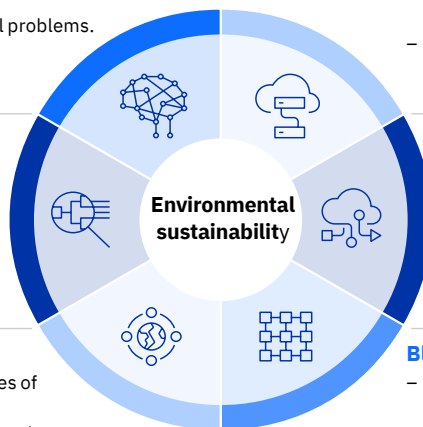 l problems.
–
Environmental
sustainability
Bl
es of
–